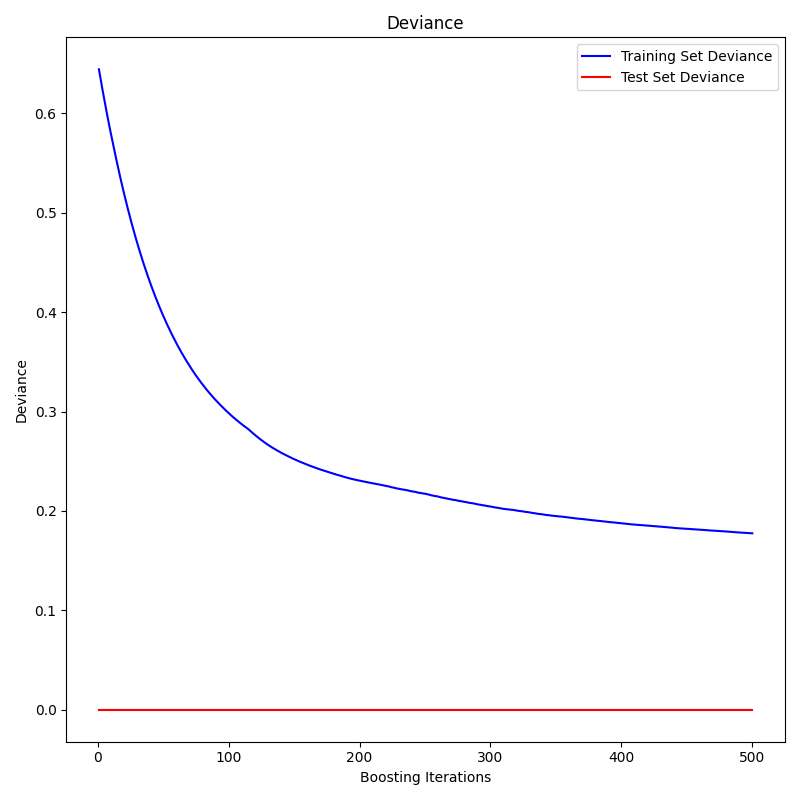 Deviance
Training Set Deviance
Test Set Deviance
0.6
0.5
0.4
0.3
0.2
0.1
0.0
Deviance
0 100 200 300 400 500
Boosting Iterations